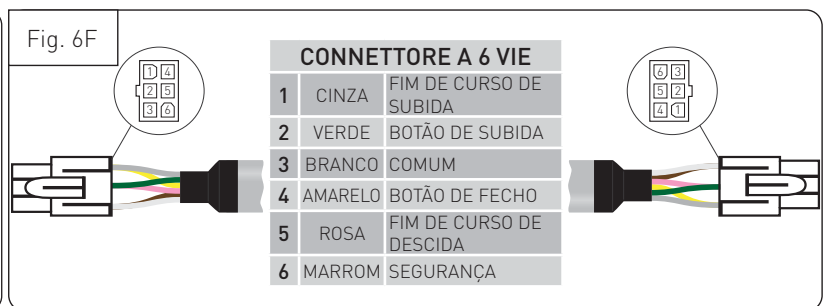 Fig. 6F
1 4
2 5
3 6
CONNETTORE A 6 VIE
1 CINZA FIM DE CURSO DE
SUBIDA
2 VERDE BOTÃO DE SUBIDA
3 BRANCO COMUM
4 AMARELO BOTÃO DE FECHO
5 ROSA FIM DE CURSO DE
DESCIDA
6 MARROM SEGURANÇA
6 3
5 2
4 1